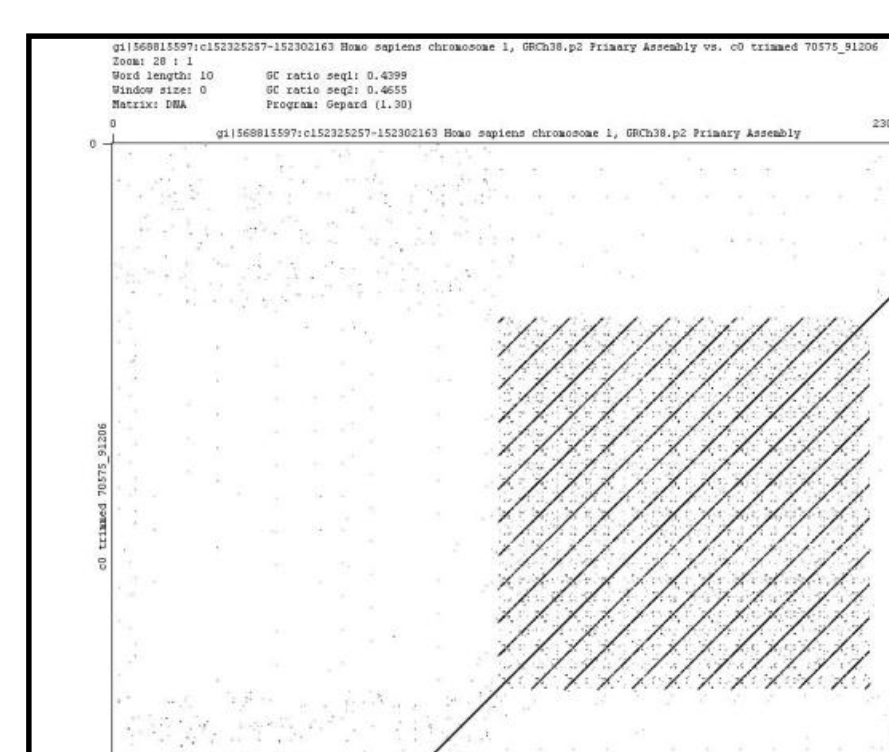 gi|568815597:c152325257-152302163 Homo sapiens chromosome 1, GRCh38.p2 Primary Assembly vs. c0 trimmed 70575_91206
Zoom: 28 : 1
Word length: 10 GC ratio seq1: 0.4399
Window size: 0 GC ratio seq2: 0.4655
Matrix: DNA Program: Gepard (1.30)
0
230
gi|568815597:c152325257-152302163 Homo sapiens chromosome 1, GRCh38.p2 Primary Assembly
0
c0 trimmed 70575_91206